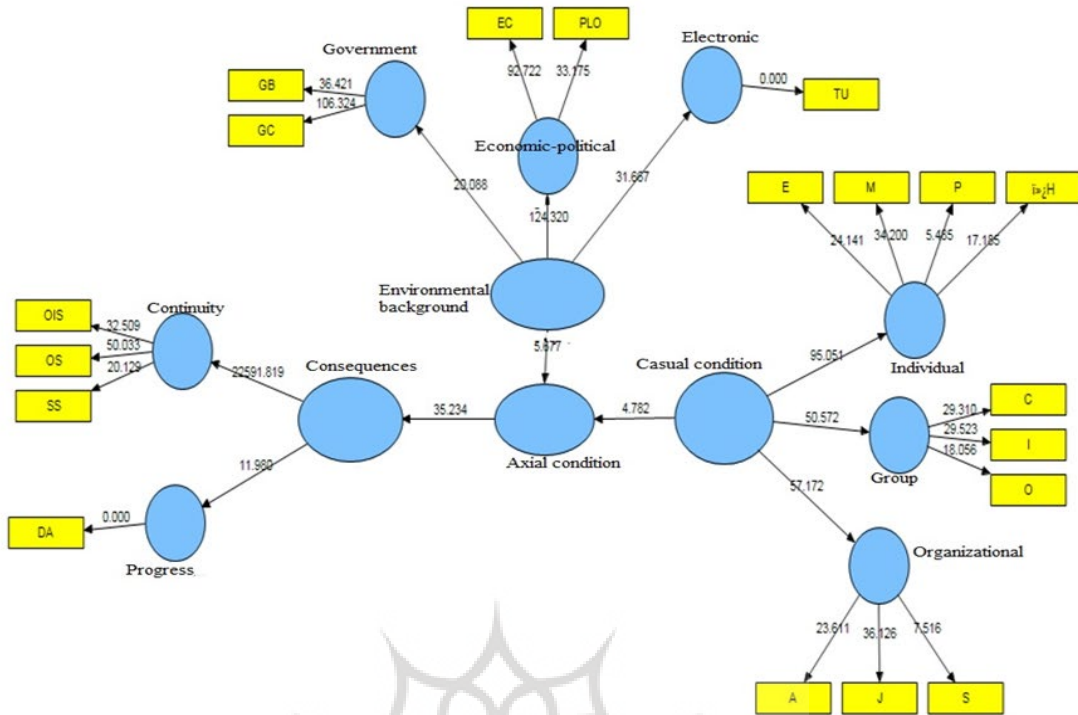 EC
PLO
Electronic
Government
92.722
33.175
0.000
GB
36.421
TU
106.324
GC
Economic-political
20.088
124.320
31.667
E
M
P
ï»¿H
24.141
34.200
5.485
17.185
Environmental
background
Continuity
OIS
32.509
OS
50.033
20.129
SS
22591.819
Consequences
5.677
Casual condition
95.051
Individual
35.234
4.782
50.572
29.310
C
29.523
I
18.056
O
Axial condition
Group
11.980
57.172
DA
0.000
Progress
Organizational
23.611
36.126
7.516
A
J
S